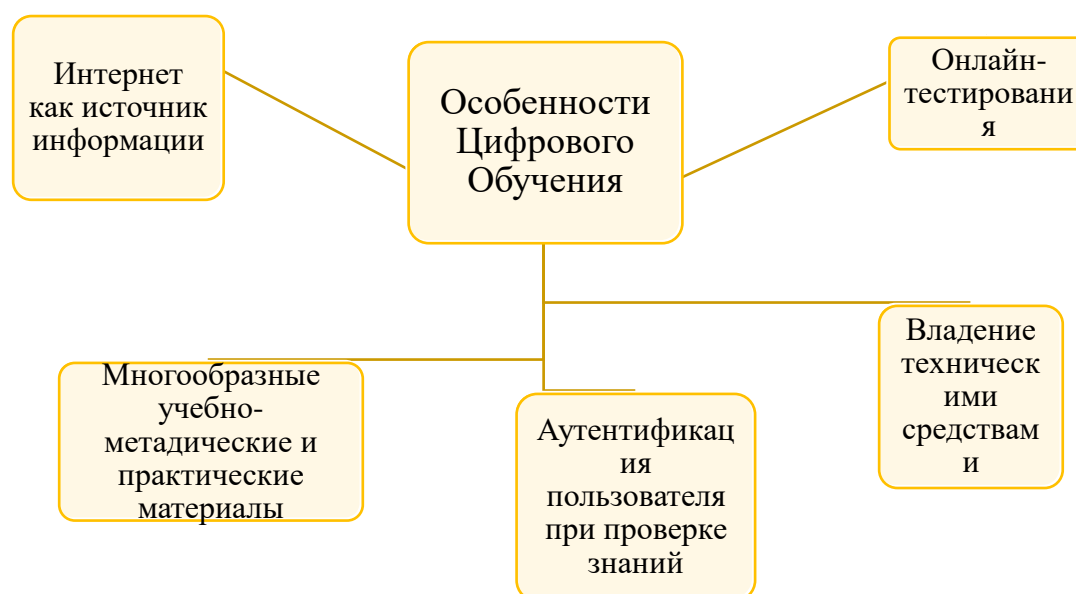 Интернет
как источник
информации
Особенности
Цифрового
Обучения
Онлайн-
тестировани
я
Многообразные
учебно-
метадические и
практические
материалы
Аутентификац
ия
пользователя
при проверке
знаний
Владение
техническ
ими
средствам
и